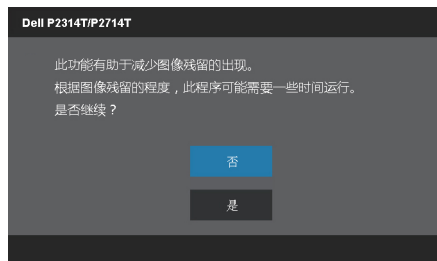 Dell P2314T/P2714T
此功能有助于减少图像残留的出现。
根据图像残留的程度，此程序可能需要一些时间运行。
是否继续？
否
是